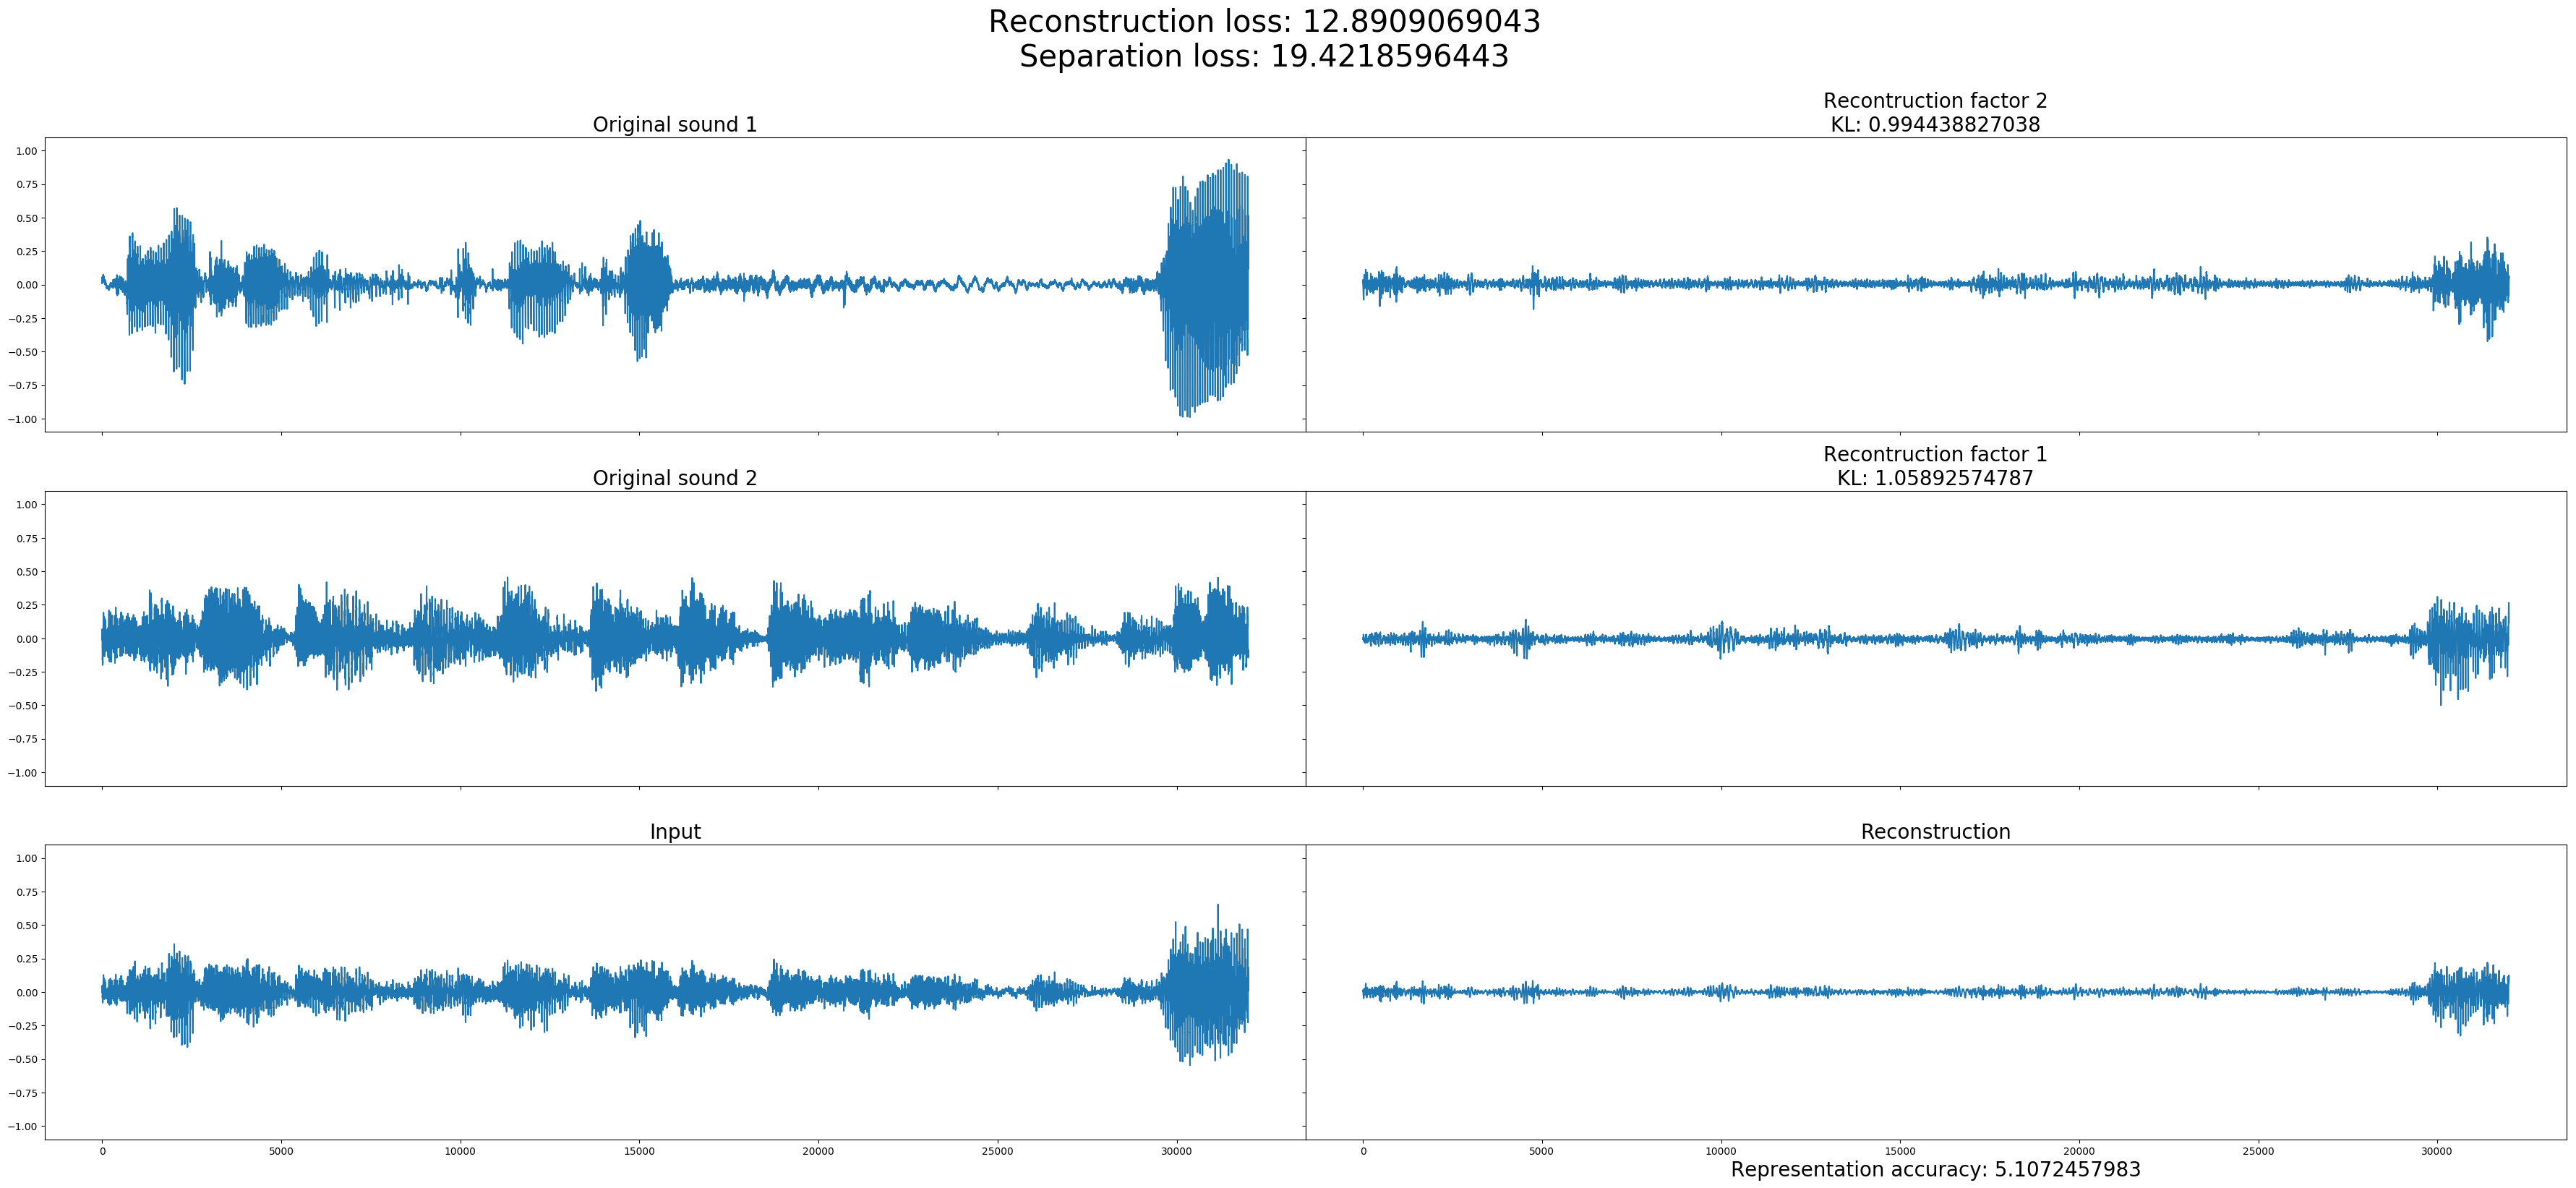 Reconstruction loss: 12.8909069043
Separation loss: 19.4218596443
Original sound 1
1.00
0.75
0.50
0.25
0.00
−0.25
−0.50
−0.75
−1.00
Recontruction factor 2
KL: 0.994438827038
Original sound 2
1.00
0.75
0.50
0.25
0.00
−0.25
−0.50
−0.75
−1.00
Recontruction factor 1
KL: 1.05892574787
Input
1.00
0.75
0.50
0.25
0.00
−0.25
−0.50
−0.75
−1.00
0 5000 10000 15000 20000 25000 30000
Reconstruction
0 5000 10000 15000 20000 25000 30000
Representation accuracy: 5.1072457983